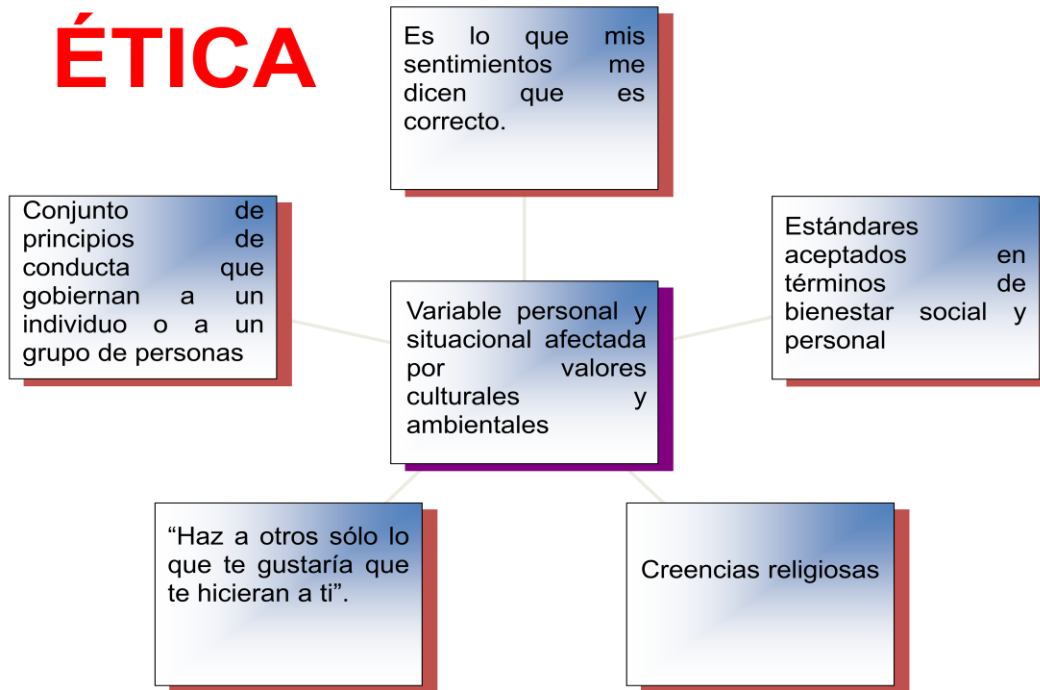 ÉTICA
Es lo que mis
sentimientos me
dicen que es
correcto.
Conjunto de
principios de
conducta que
gobiernan a un
individuo o a un
grupo de personas
Variable personal y
situacional afectada
por valores
culturales y
ambientales
Estándares
aceptados en
términos de
bienestar social y
personal
“Haz a otros sólo lo
que te gustaría que
te hicieran a ti”.
Creencias religiosas